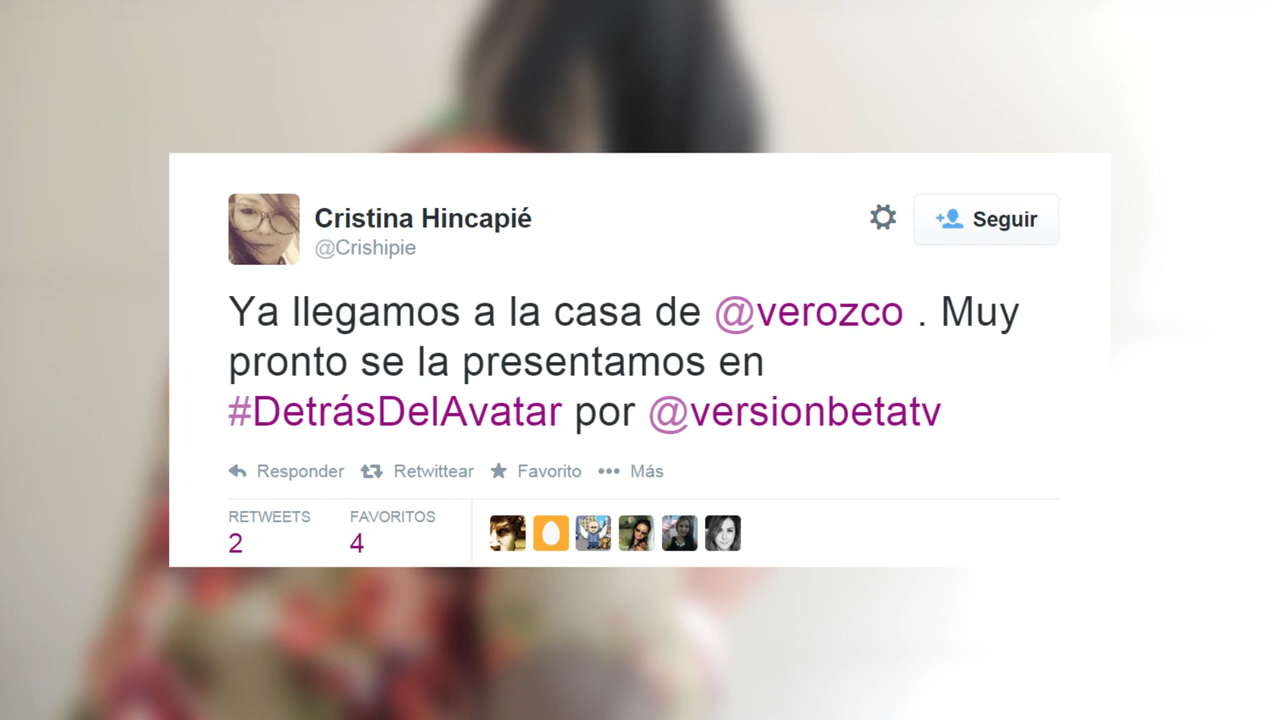 Cristina Hincapié
@Crishipie
Seguir
Ya llegamos a la casa de @verozco . Muy
pronto se la presentamos en
#DetrásDelAvatar por @versionbetatv
Responder Retwittear Favorito Más
RETWEETS FAVORITOS
2 4